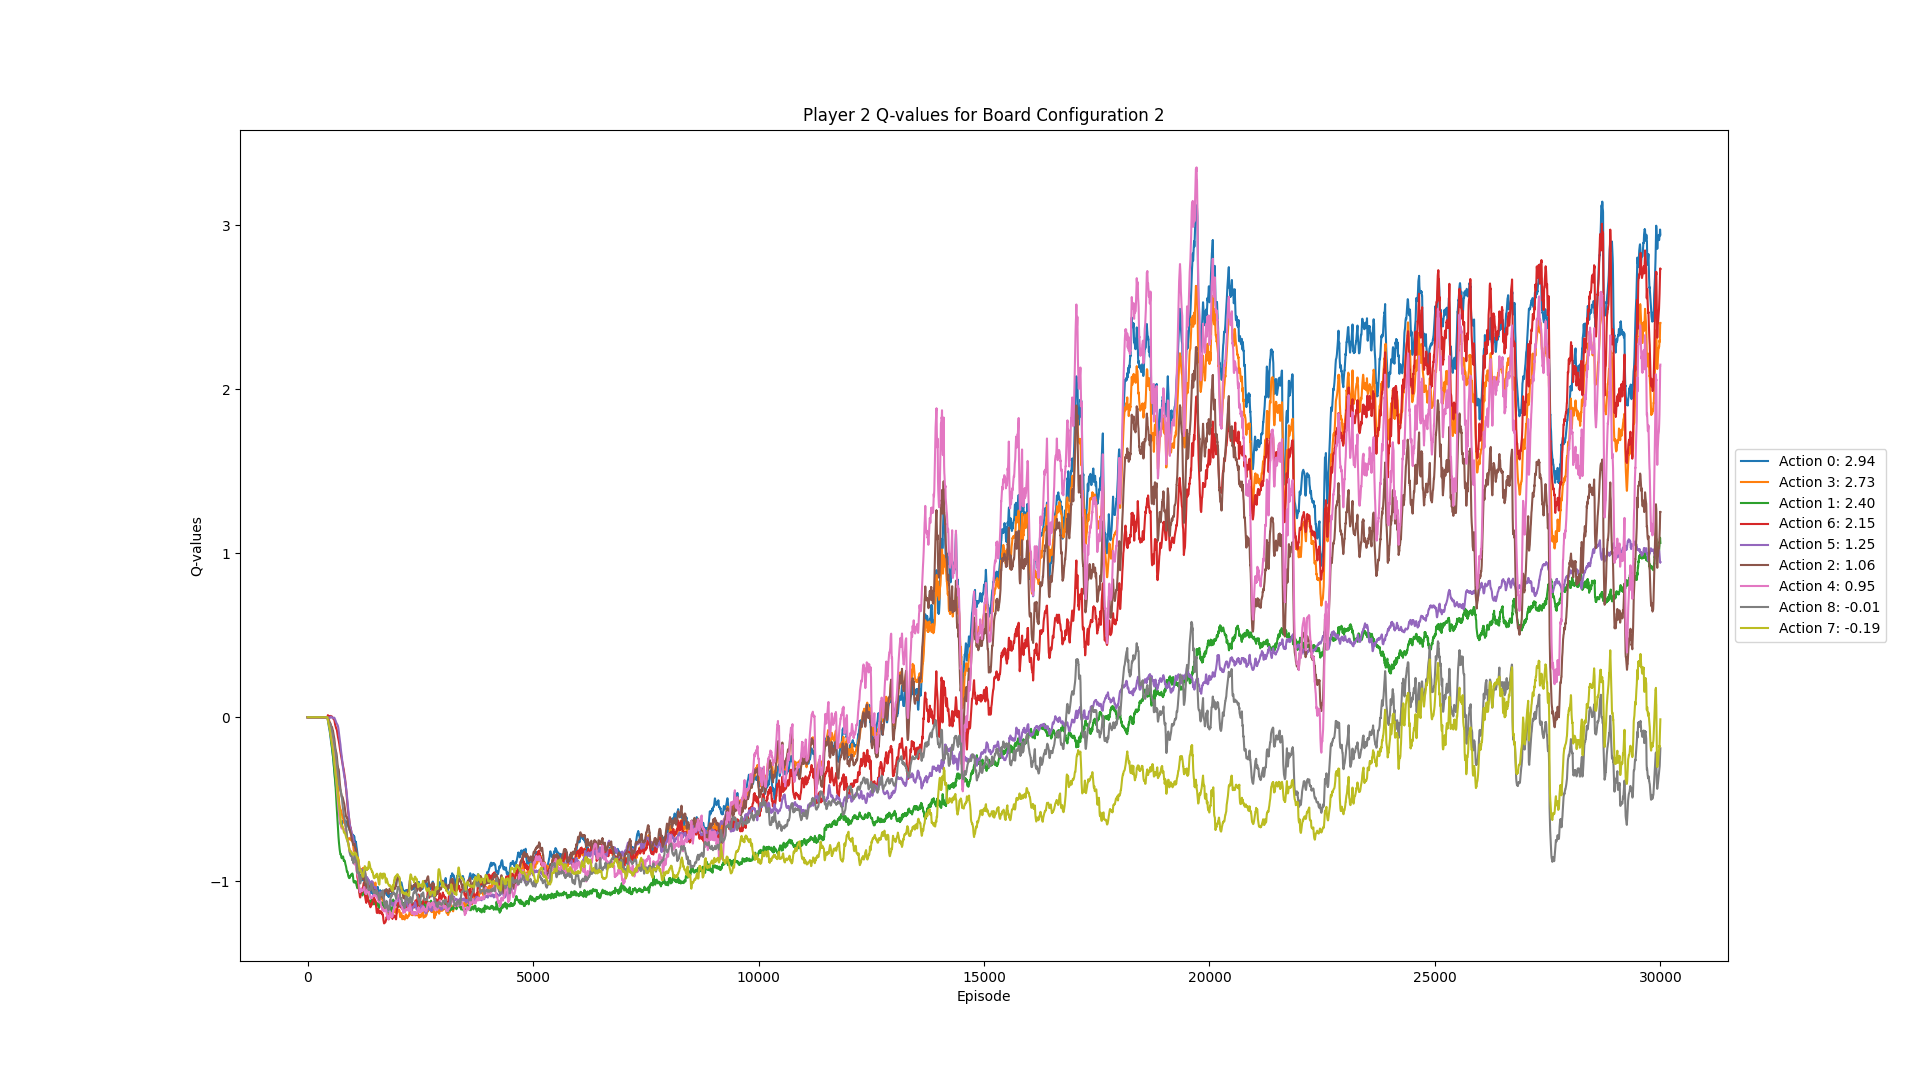 Player 2 Q-values for Board Configuration 2
Q-values
3
2
1
0
−1
0
5000
10000
15000
20000
25000
30000
Episode
Action 0: 2.94
Action 3: 2.73
Action 1: 2.40
Action 6: 2.15
Action 5: 1.25
Action 2: 1.06
Action 4: 0.95
Action 8: -0.01
Action 7: -0.19